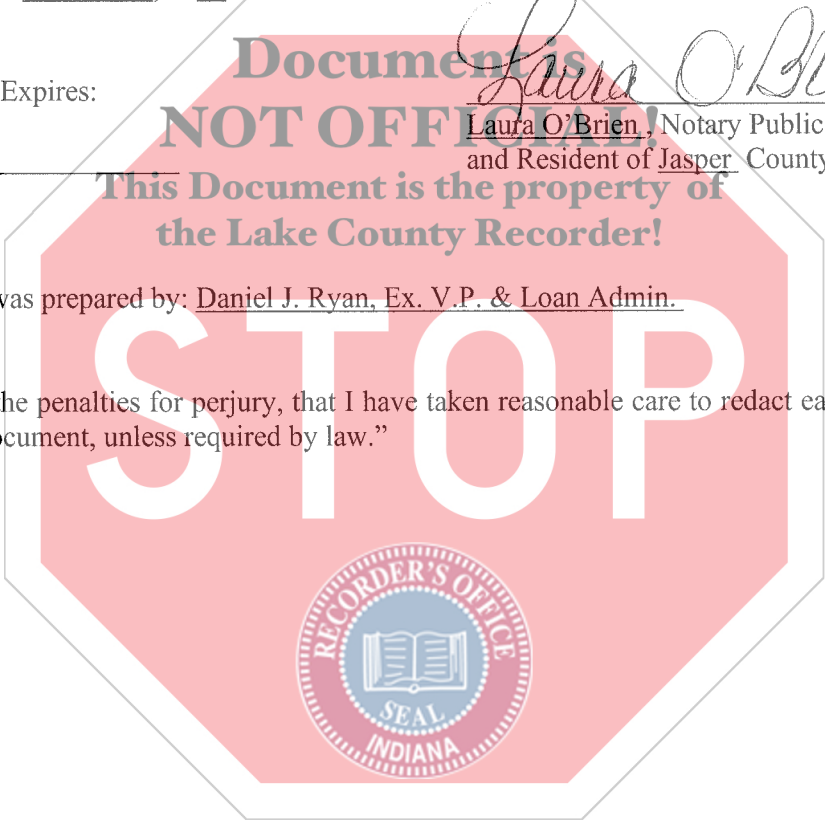 Document is
Laura O'B
Expires:
NOT OFFICIAL!
Laura O'Brien , Notary Public
and Resident of Jasper County
This Document is the property of
the Lake County Recorder!
was prepared by: Daniel J. Ryan, Ex. V.P. & Loan Admin.
STOP
he penalties for perjury, that I have taken reasonable care to redact ea
ocument, unless required by law.”
RECORDER'S OFFICE
SEAL
INDIANA